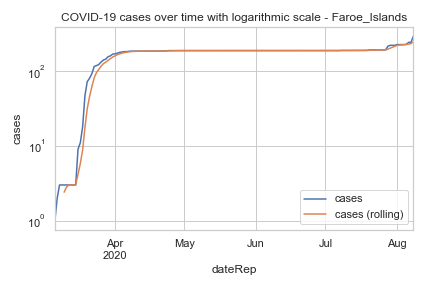 COVID-19 cases over time with logarithmic scale - Faroe_Islands
cases
10²
10¹
10⁰
cases
cases (rolling)
Apr
2020
May
Jun
Jul
Aug
dateRep